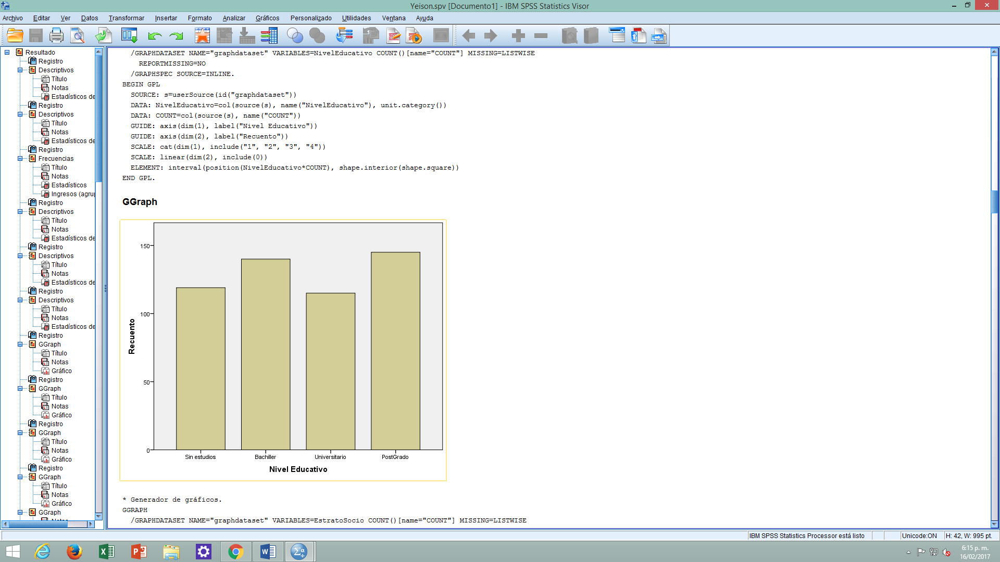 Yeison.spv [Documento1] - IBM SPSS Statistics Visor
Archivo Editar Ver Datos Transformar Insertar Formato Analizar Gráficos Personalizado Utilidades Ventana Ayuda
Resultado
Registro
Descriptivos
Título
Notas
Estadísticos de
Registro
Descriptivos
Título
Notas
Estadísticos de
Registro
Frecuencias
Título
Notas
Estadísticos
Ingresos (agru
Registro
Descriptivos
Título
Notas
Estadísticos de
Registro
Descriptivos
Título
Notas
Estadísticos de
Registro
Descriptivos
Título
Notas
Estadísticos de
Registro
GGraph
Título
Notas
Gráfico
Registro
GGraph
Título
Notas
Gráfico
Registro
GGraph
Título
Notas
Gráfico
Registro
GGraph
Título
Notas
Gráfico
GGraph
/GRAPHDATASET NAME="graphdataset" VARIABLES=NivelEducativo COUNT()[name="COUNT"] MISSING=LISTWISE
REPORTMISSING=NO
/GRAPHSPEC SOURCE=INLINE.
BEGIN GPL
SOURCE: s=userSource(id("graphdataset"))
DATA: NivelEducativo=col(source(s), name("NivelEducativo"), unit.category())
DATA: COUNT=col(source(s), name("COUNT"))
GUIDE: axis(dim(1), label("Nivel Educativo"))
GUIDE: axis(dim(2), label("Recuento"))
SCALE: cat(dim(1), include("1", "2", "3", "4"))
SCALE: linear(dim(2), include(0))
ELEMENT: interval(position(NivelEducativo*COUNT), shape.interior(shape.square))
END GPL.
GGraph
150
100
50
0
Recuento
Sin estudios Bachiller Universitario PostGrado
Nivel Educativo
* Generador de gráficos.
GGRAPH
/GRAPHDATASET NAME="graphdataset" VARIABLES=EstratoSocio COUNT()[name="COUNT"] MISSING=LISTWISE
IBM SPSS Statistics Processor está listo Unicode:ON H: 42, W: 995 pt.
6:15 p. m.
16/02/2017